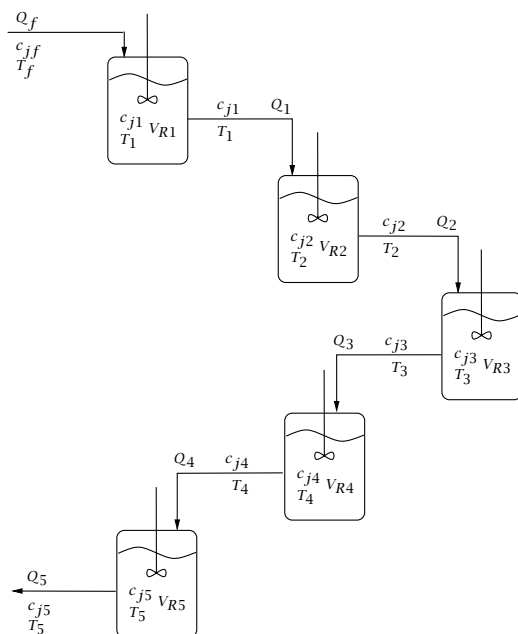 Q_f
c_jf
T_f
c_j1 V_R1
T_1
c_j1 Q_1
T_1
c_j2 V_R2
T_2
c_j2 Q_2
T_2
c_j3 V_R3
T_3
Q_3 c_j3
T_3
c_j4 V_R4
T_4
Q_4 c_j4
T_4
c_j5 V_R5
T_5
Q_5
c_j5
T_5